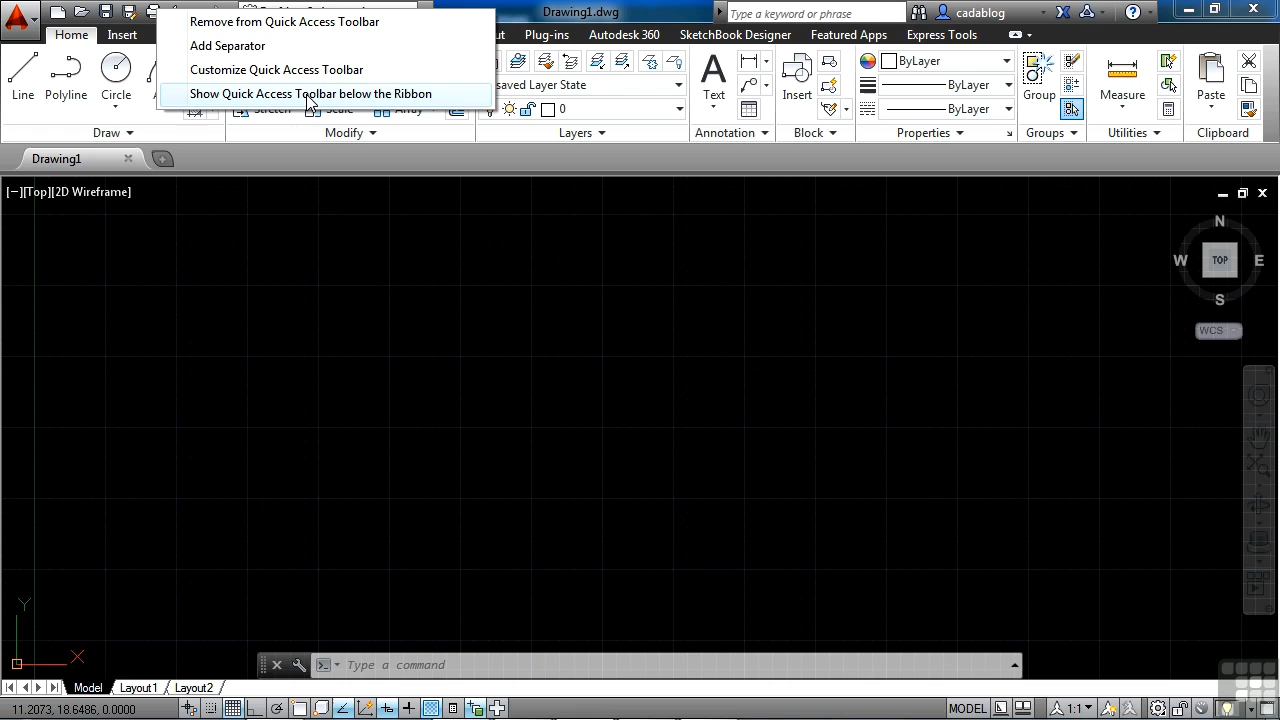 Drawing1.dwg
Type a keyword or phrase
cadablog
Remove from Quick Access Toolbar
Add Separator
Customize Quick Access Toolbar
Show Quick Access Toolbar below the Ribbon
Home
Insert
Plug-ins
Autodesk 360
SketchBook Designer
Featured Apps
Express Tools
Line
Polyline
Circle
saved Layer State
0
Text
Insert
ByLayer
ByLayer
ByLayer
Group
Measure
Paste
Stretch
Scale
Array
Draw
Modify
Layers
Annotation
Block
Properties
Groups
Utilities
Clipboard
Drawing1
[−][Top][2D Wireframe]
N
W
TOP
E
S
WCS
Y
X
Type a command
Model
Layout1
Layout2
11.2073, 18.6486, 0.0000
MODEL
1:1